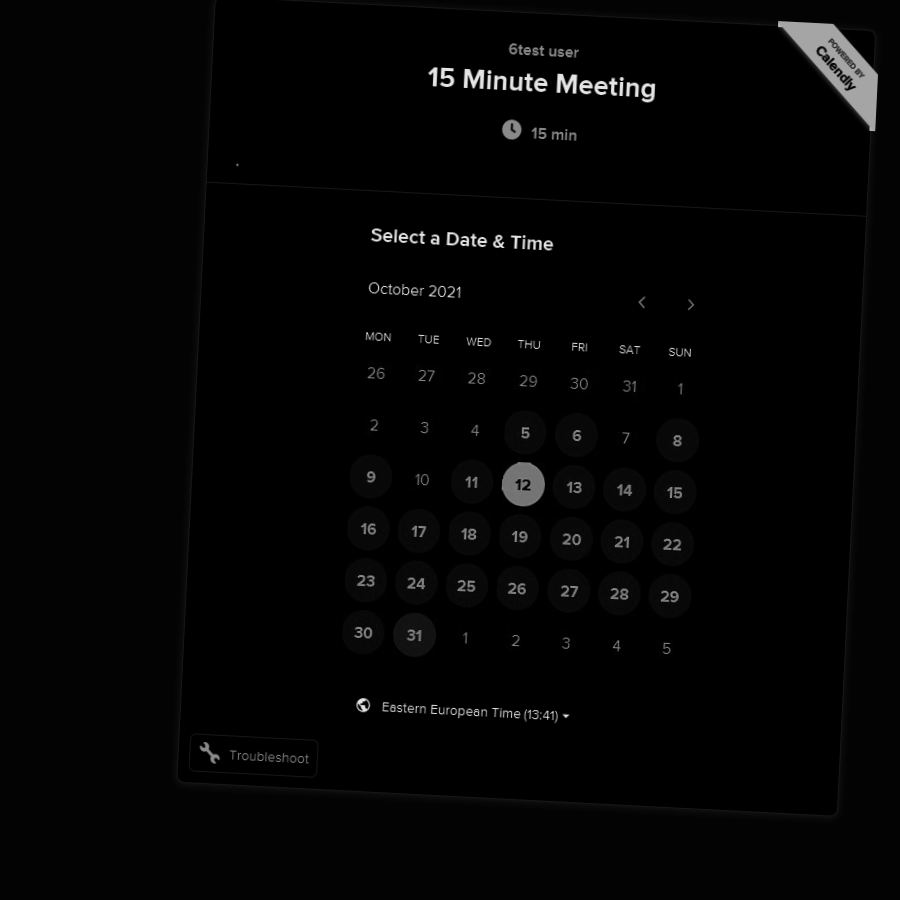 6test user
15 Minute Meeting
15 min
POWERED BY
Calendly
Select a Date & Time
October 2021
MON TUE WED THU FRI SAT SUN
26 27 28 29 30 31 1
2 3 4 5 6 7 8
9 10 11 12 13 14 15
16 17 18 19 20 21 22
23 24 25 26 27 28 29
30 31 1 2 3 4 5
Eastern European Time (13:41)
Troubleshoot